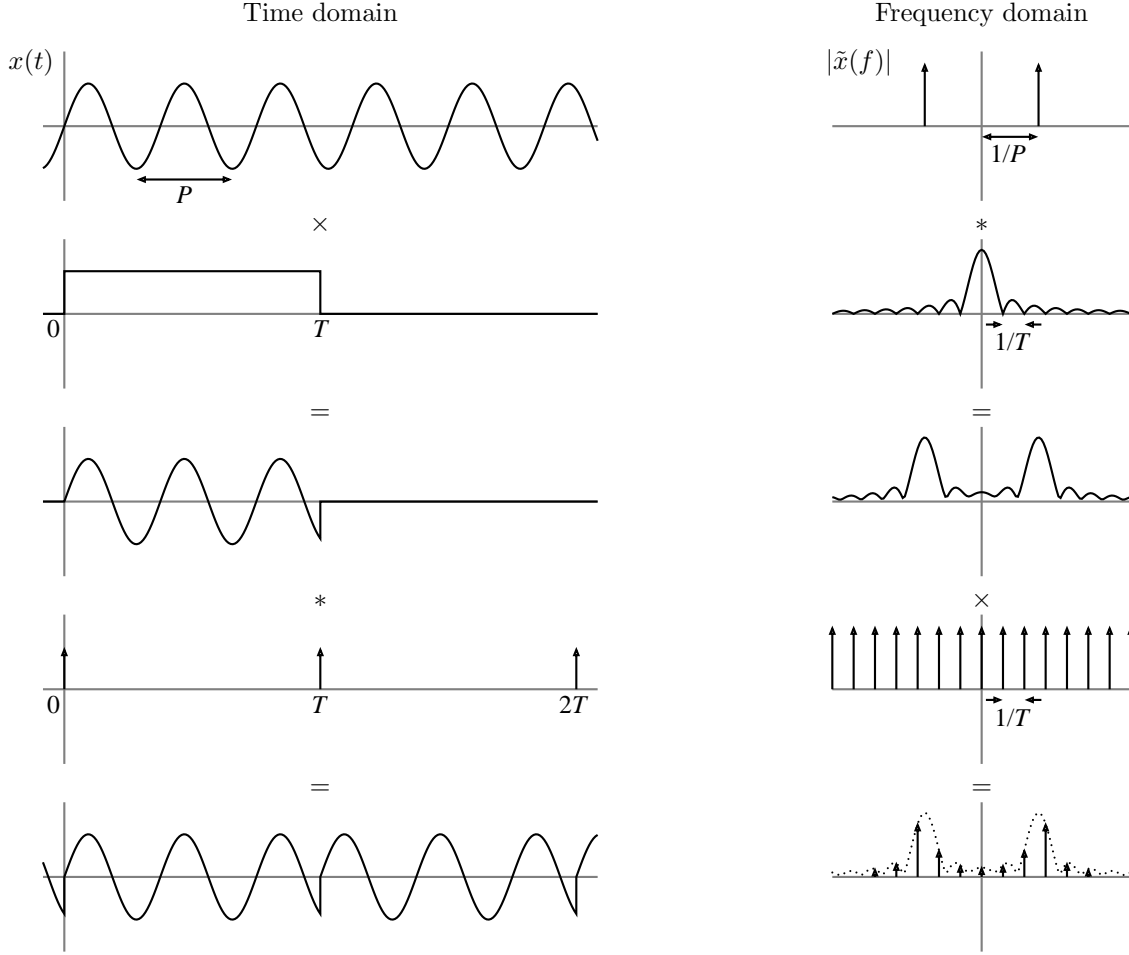 Time domain
Frequency domain
x(t)
|x̃(f)|
P
1/P
×
*
0
T
1/T
=
=
*
×
0
T
2T
1/T
=
=